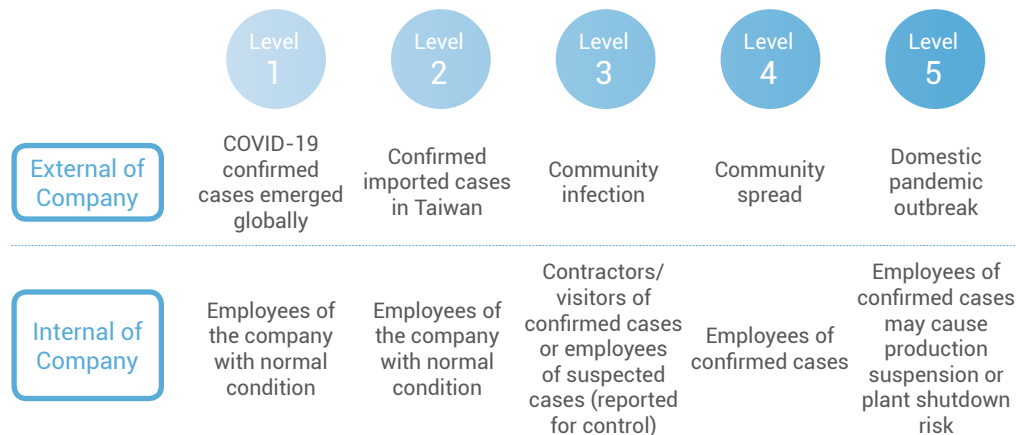 Level
1
Level
2
Level
3
Level
4
Level
5
External of
Company
COVID-19
confirmed
cases emerged
globally
Confirmed
imported cases
in Taiwan
Community
infection
Community
spread
Domestic
pandemic
outbreak
Internal of
Company
Employees of
the company
with normal
condition
Employees of
the company
with normal
condition
Contractors/
visitors of
confirmed cases
or employees
of suspected
cases (reported
for control)
Employees of
confirmed cases
Employees of
confirmed cases
may cause
production
suspension or
plant shutdown
risk